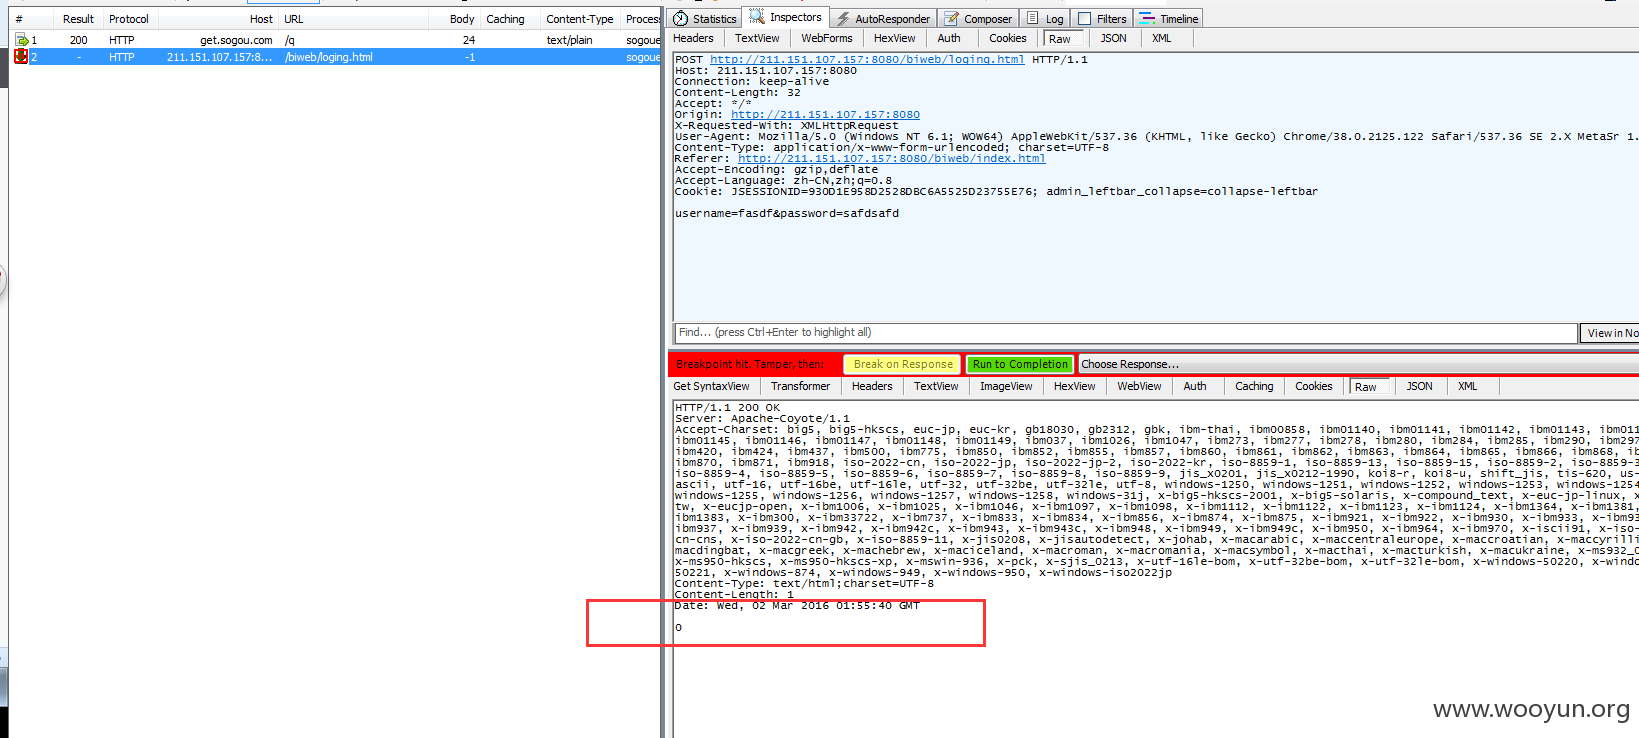 # Result Protocol Host URL Body Caching Content-Type Process
1 200 HTTP get.sogou.com /q 24 text/plain sogoue
2 - HTTP 211.151.107.157:8... /biweb/loging.html -1 sogoue
Statistics Inspectors AutoResponder Composer Log Filters Timeline
Headers TextView WebForms HexView Auth Cookies Raw JSON XML
POST http://211.151.107.157:8080/biweb/loging.html HTTP/1.1
Host: 211.151.107.157:8080
Connection: keep-alive
Content-Length: 32
Accept: */*
Origin: http://211.151.107.157:8080
X-Requested-With: XMLHttpRequest
User-Agent: Mozilla/5.0 (Windows NT 6.1; WOW64) AppleWebKit/537.36 (KHTML, like Gecko) Chrome/38.0.2125.122 Safari/537.36 SE 2.X MetaSr 1.
Content-Type: application/x-www-form-urlencoded; charset=UTF-8
Referer: http://211.151.107.157:8080/biweb/index.html
Accept-Encoding: gzip,deflate
Accept-Language: zh-CN,zh;q=0.8
Cookie: JSESSIONID=930D1E958D2528DBC6A5525D23755E76; admin_leftbar_collapse=collapse-leftbar
username=fasdf&password=safdsafd
Find... (press Ctrl+Enter to highlight all) View in No
Breakpoint hit. Tamper, then: Break on Response Run to Completion Choose Response...
Get SyntaxView Transformer Headers TextView ImageView HexView WebView Auth Caching Cookies Raw JSON XML
HTTP/1.1 200 OK
Server: Apache-Coyote/1.1
Accept-Charset: big5, big5-hkscs, euc-jp, euc-kr, gb18030, gb2312, gbk, ibm-thai, ibm00858, ibm01140, ibm01141, ibm01142, ibm01143, ibm011
ibm01145, ibm01146, ibm01147, ibm01148, ibm01149, ibm037, ibm1026, ibm1047, ibm273, ibm277, ibm278, ibm280, ibm284, ibm285, ibm290, ibm297
ibm420, ibm424, ibm437, ibm500, ibm775, ibm850, ibm852, ibm855, ibm857, ibm860, ibm861, ibm862, ibm863, ibm864, ibm865, ibm866, ibm868, ib
ibm870, ibm871, ibm918, iso-2022-cn, iso-2022-jp, iso-2022-jp-2, iso-2022-kr, iso-8859-1, iso-8859-13, iso-8859-15, iso-8859-2, iso-8859-3
iso-8859-4, iso-8859-5, iso-8859-6, iso-8859-7, iso-8859-8, iso-8859-9, jis_x0201, jis_x0212-1990, koi8-r, koi8-u, shift_jis, tis-620, us-
ascii, utf-16, utf-16be, utf-16le, utf-32, utf-32be, utf-32le, utf-8, windows-1250, windows-1251, windows-1252, windows-1253, windows-1254
windows-1255, windows-1256, windows-1257, windows-1258, windows-31j, x-big5-hkscs-2001, x-big5-solaris, x-compound_text, x-euc-jp-linux, x
tw, x-eucjp-open, x-ibm1006, x-ibm1025, x-ibm1046, x-ibm1097, x-ibm1098, x-ibm1112, x-ibm1122, x-ibm1123, x-ibm1124, x-ibm1364, x-ibm1381,
ibm1383, x-ibm300, x-ibm33722, x-ibm737, x-ibm833, x-ibm834, x-ibm856, x-ibm874, x-ibm875, x-ibm921, x-ibm922, x-ibm930, x-ibm933, x-ibm93
ibm937, x-ibm939, x-ibm942, x-ibm942c, x-ibm943, x-ibm943c, x-ibm948, x-ibm949, x-ibm949c, x-ibm950, x-ibm964, x-ibm970, x-iscii91, x-iso-
cn-cns, x-iso-2022-cn-gb, x-iso-8859-11, x-jis0208, x-jisautodetect, x-johab, x-macarabic, x-maccentraleurope, x-maccroatian, x-maccyrilli
macdingbat, x-macgreek, x-machebrew, x-maciceland, x-macroman, x-macromania, x-macsymbol, x-macthai, x-macturkish, x-macukraine, x-ms932_0
x-ms950-hkscs, x-ms950-hkscs-xp, x-mswin-936, x-pck, x-sjis_0213, x-utf-16le-bom, x-utf-32be-bom, x-utf-32le-bom, x-windows-50220, x-windo
50221, x-windows-874, x-windows-949, x-windows-950, x-windows-iso2022jp
Content-Type: text/html;charset=UTF-8
Content-Length: 1
Date: Wed, 02 Mar 2016 01:55:40 GMT
0
www.wooyun.org